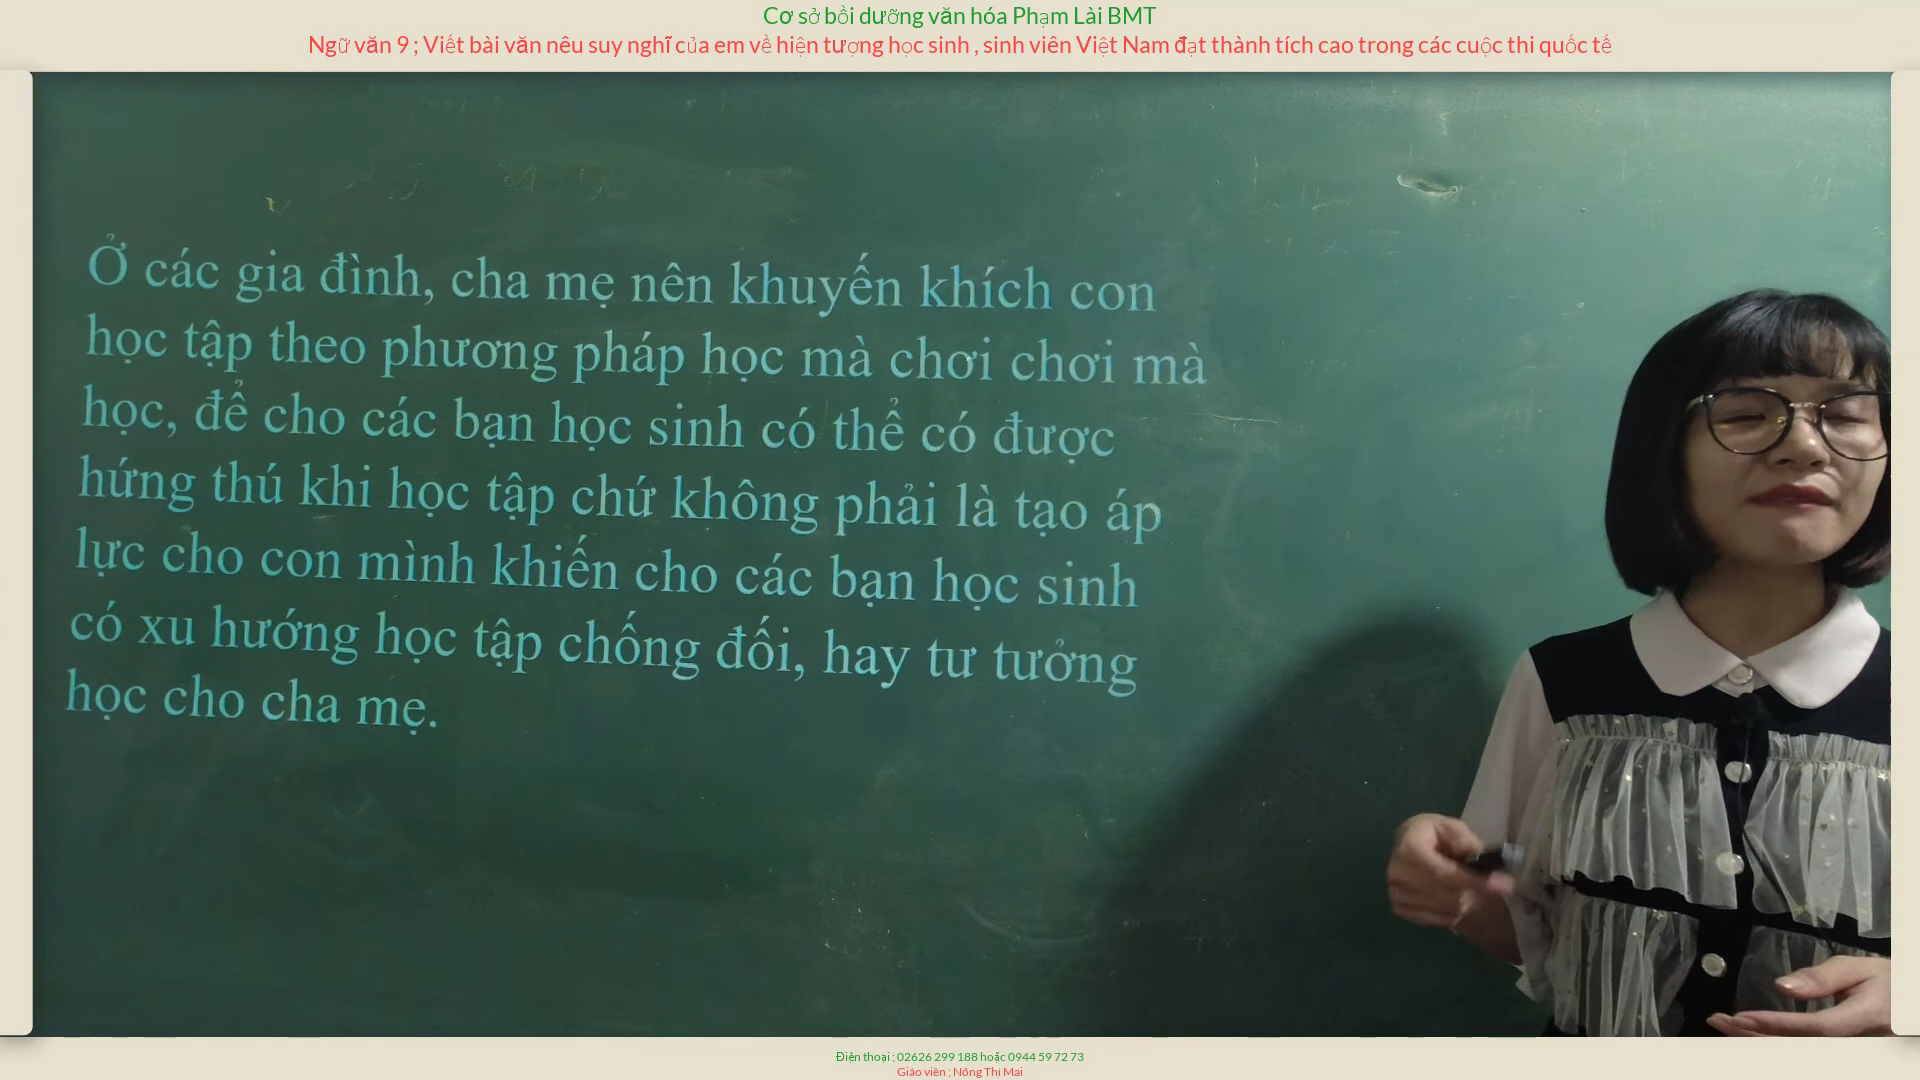 Cơ sở bồi dưỡng văn hóa Phạm Lài BMT
Ngữ văn 9 ; Viết bài văn nêu suy nghĩ của em về hiện tượng học sinh , sinh viên Việt Nam đạt thành tích cao trong các cuộc thi quốc tế
Ở các gia đình, cha mẹ nên khuyến khích con
học tập theo phương pháp học mà chơi chơi mà
học, để cho các bạn học sinh có thể có được
hứng thú khi học tập chứ không phải là tạo áp
lực cho con mình khiến cho các bạn học sinh
có xu hướng học tập chống đối, hay tư tưởng
học cho cha mẹ.
Điện thoại ; 02626 299 188 hoặc 0944 59 72 73
Giáo viên ; Nông Thị Mai